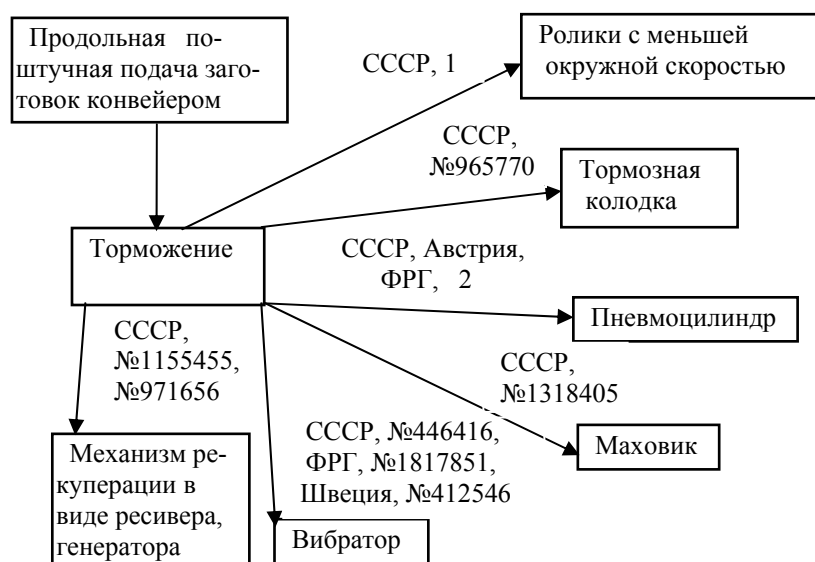 Продольная по-
штучная подача заго-
товок конвейером
СССР, 1
Ролики с меньшей
окружной скоростью
СССР,
№965770
Тормозная
колодка
Торможение
СССР, Австрия,
ФРГ, 2
Пневмоцилиндр
СССР,
№1155455,
№971656
СССР,
№1318405
СССР, №446416,
ФРГ, №1817851,
Швеция, №412546
Маховик
Механизм ре-
куперации в
виде ресивера,
генератора
Вибратор